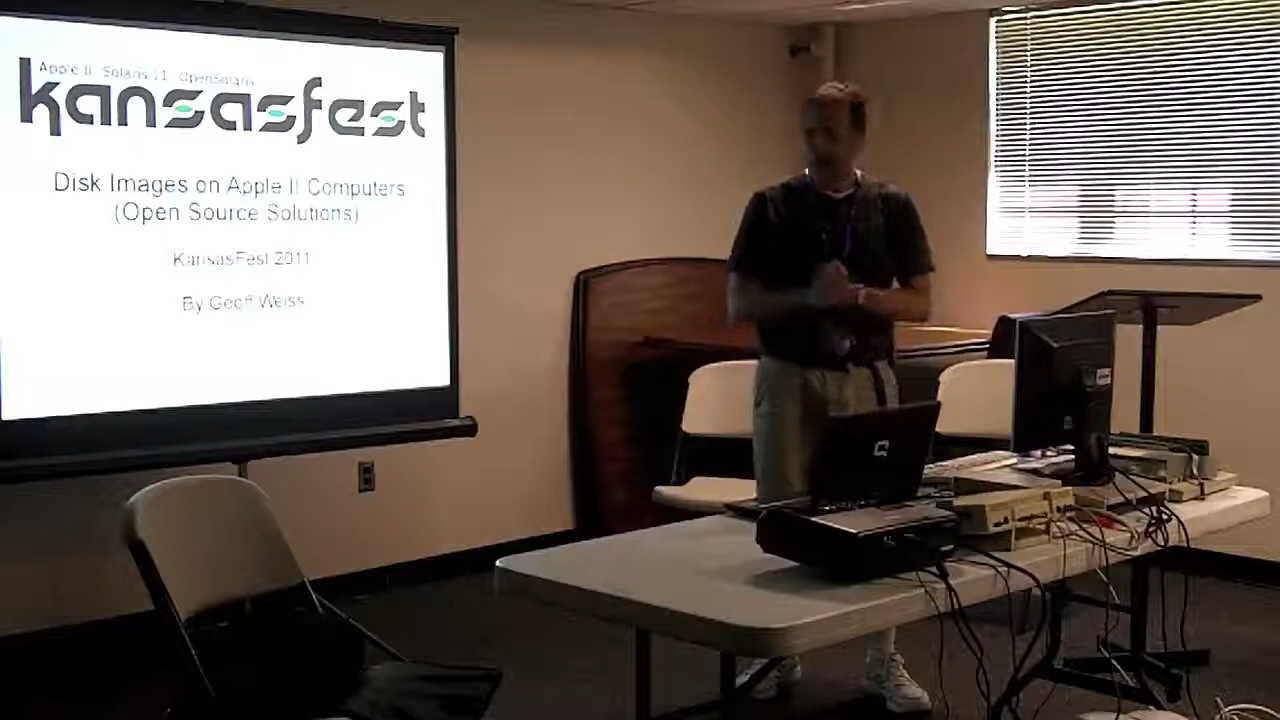 Apple II Solaris 11 OpenSolaris
kansasfest
Disk Images on Apple II Computers
(Open Source Solutions)
KansasFest 2011
By Geoff Weiss